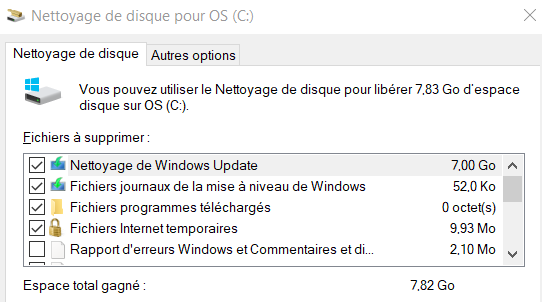 Nettoyage de disque pour OS (C:)
Nettoyage de disque
Autres options
Vous pouvez utiliser le Nettoyage de disque pour libérer 7,83 Go d'espace
disque sur OS (C:).
Fichiers à supprimer :
Nettoyage de Windows Update 7,00 Go
Fichiers journaux de la mise à niveau de Windows 52,0 Ko
Fichiers programmes téléchargés 0 octet(s)
Fichiers Internet temporaires 9,93 Mo
Rapport d'erreurs Windows et Commentaires et di... 2,10 Mo
Espace total gagné : 7,82 Go